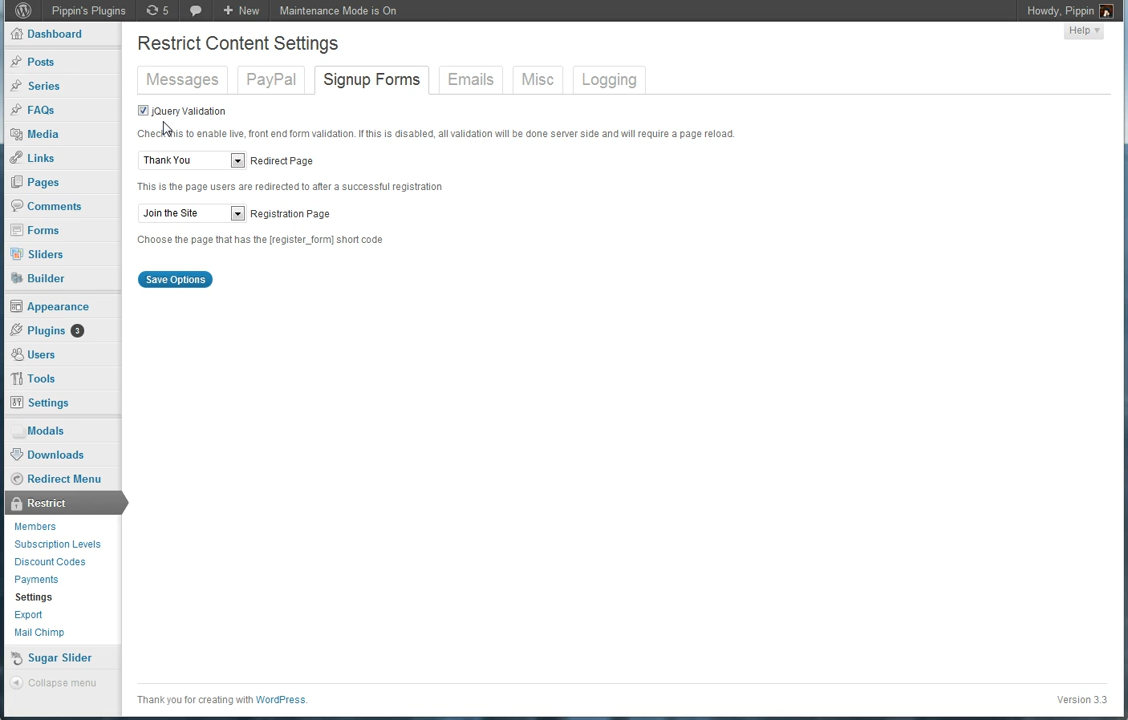 Pippin's Plugins 5 + New Maintenance Mode is On Howdy, Pippin
Help
Dashboard
Posts
Series
FAQs
Media
Links
Pages
Comments
Forms
Sliders
Builder
Appearance
Plugins 3
Users
Tools
Settings
Modals
Downloads
Redirect Menu
Restrict
Members
Subscription Levels
Discount Codes
Payments
Settings
Export
Mail Chimp
Sugar Slider
Collapse menu
Restrict Content Settings
Messages PayPal Signup Forms Emails Misc Logging
jQuery Validation
is to enable live, front end form validation. If this is disabled, all validation will be done server side and will require a page reload.
Thank You Redirect Page
This is the page users are redirected to after a successful registration
Join the Site Registration Page
Choose the page that has the [register_form] short code
Save Options
Thank you for creating with WordPress. Version 3.3